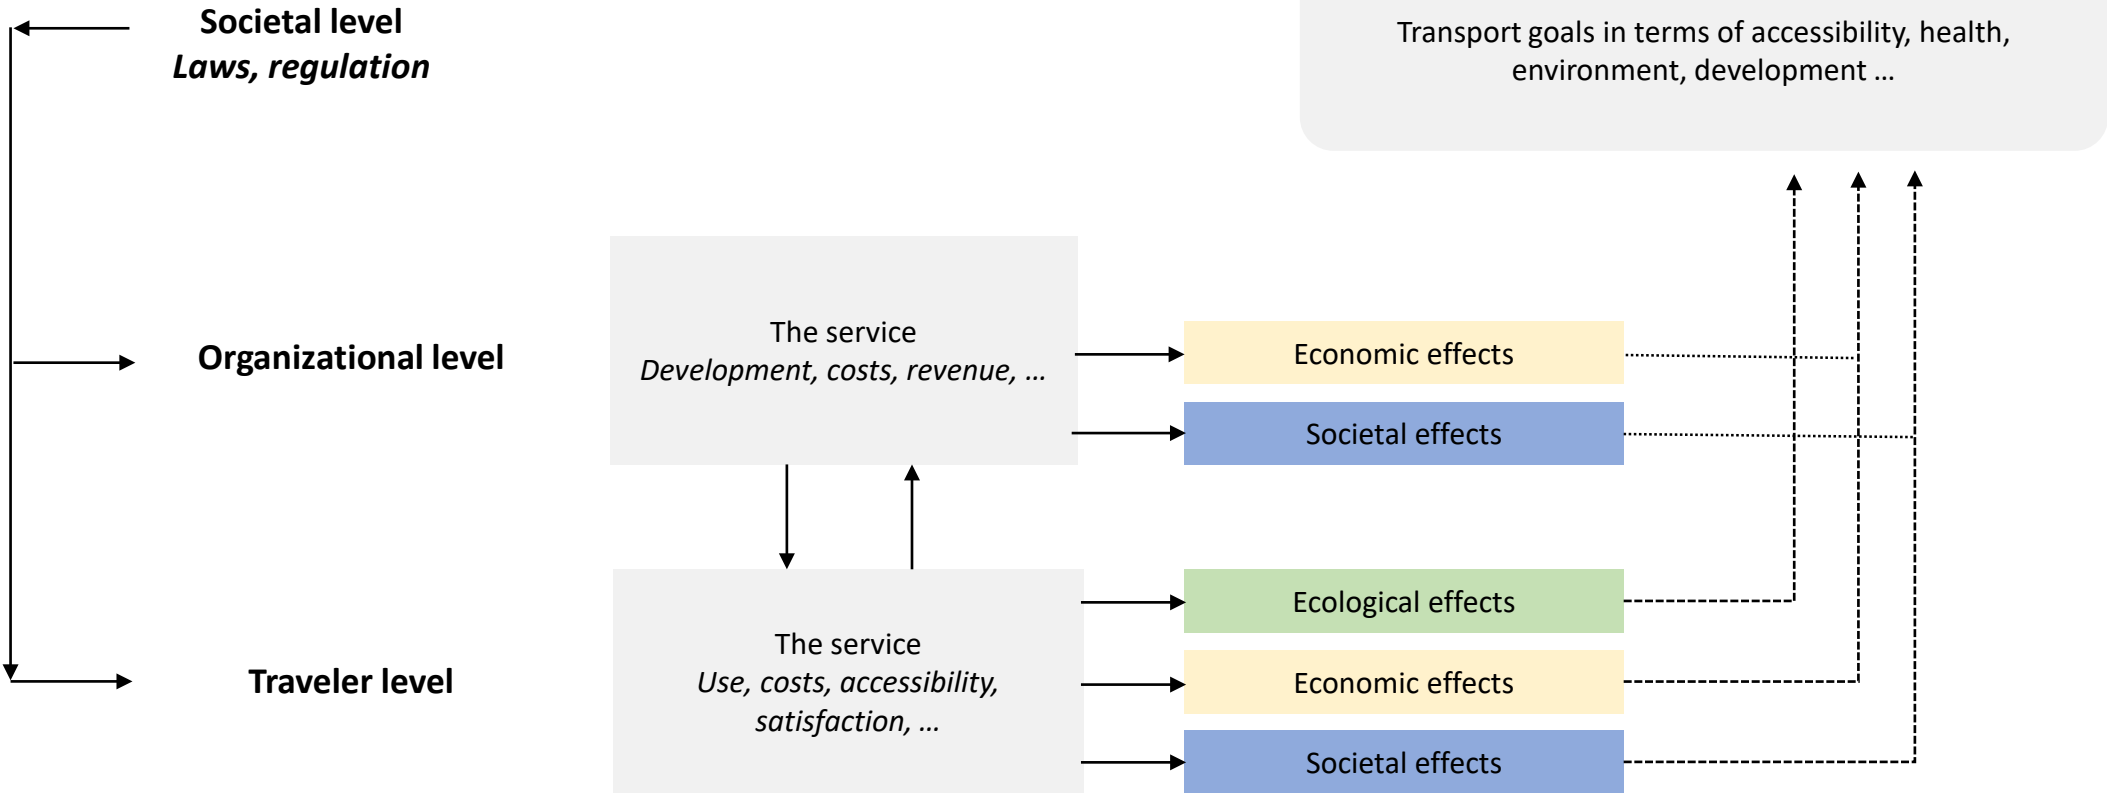 Societal level
Laws, regulation
Transport goals in terms of accessibility, health,
environment, development ...
Organizational level
The service
Development, costs, revenue, ...
Economic effects
Societal effects
Traveler level
The service
Use, costs, accessibility,
satisfaction, ...
Ecological effects
Economic effects
Societal effects